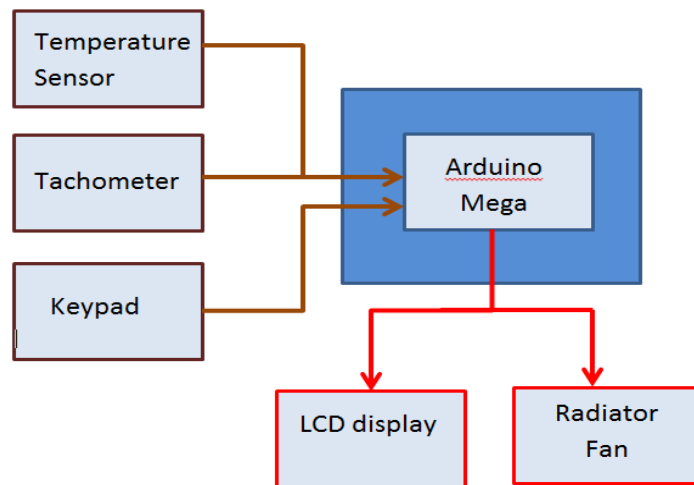 Temperature
Sensor
Tachometer
Keypad
Arduino
Mega
LCD display
Radiator
Fan